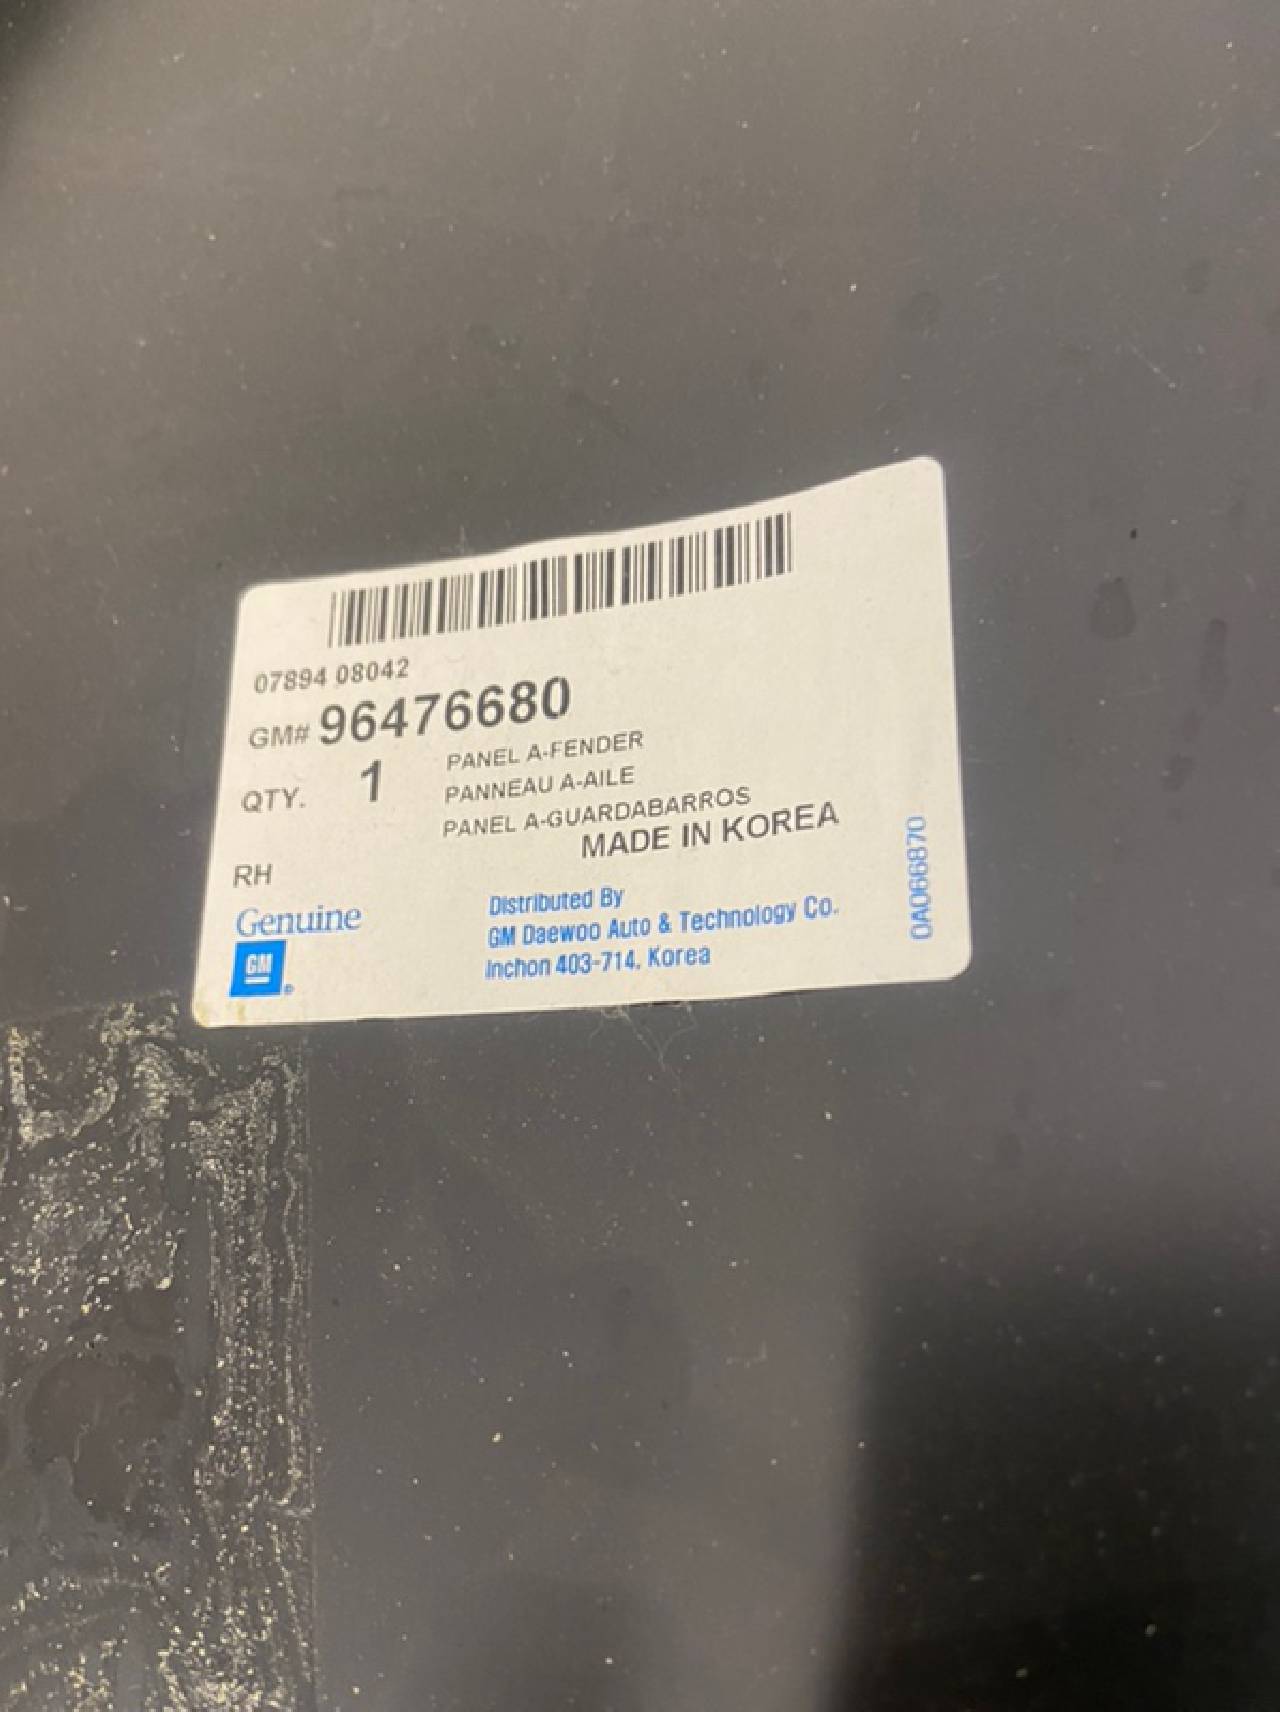 07894 08042
GM# 96476680
QTY. 1
PANEL A-FENDER
PANNEAU A-AILE
PANEL A-GUARDABARROS
MADE IN KOREA
RH
Genuine
GM
Distributed By
GM Daewoo Auto & Technology Co.
Inchon 403-714, Korea
0A066870